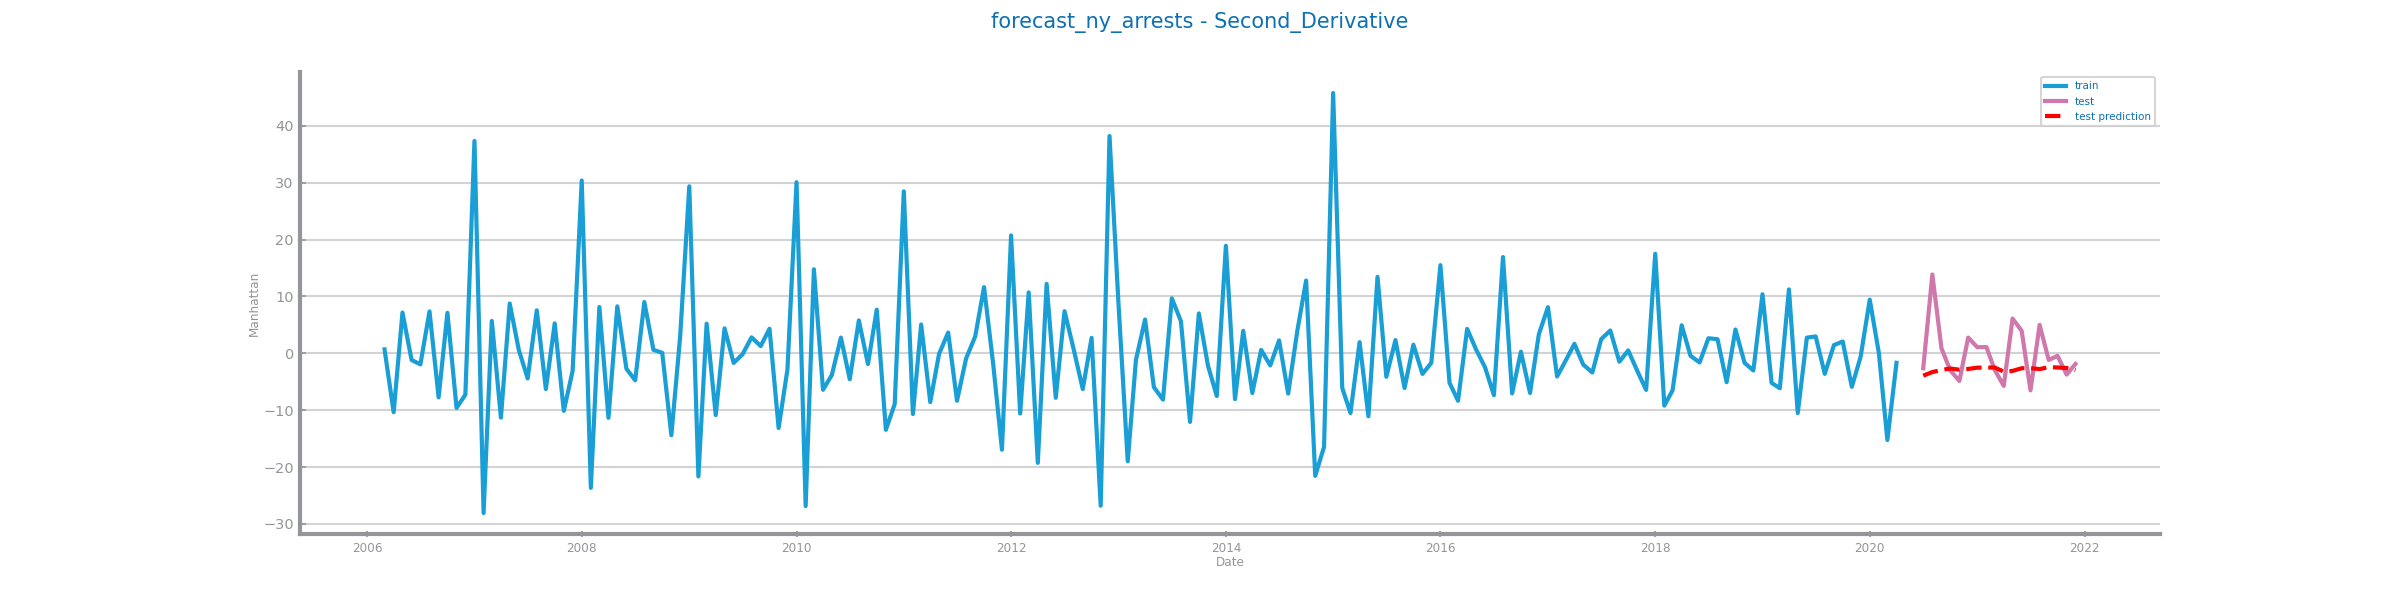 forecast_ny_arrests - Second_Derivative
train
test
test prediction
Manhattan
40
30
20
10
0
−10
−20
−30
2006
2008
2010
2012
2014
2016
2018
2020
2022
Date